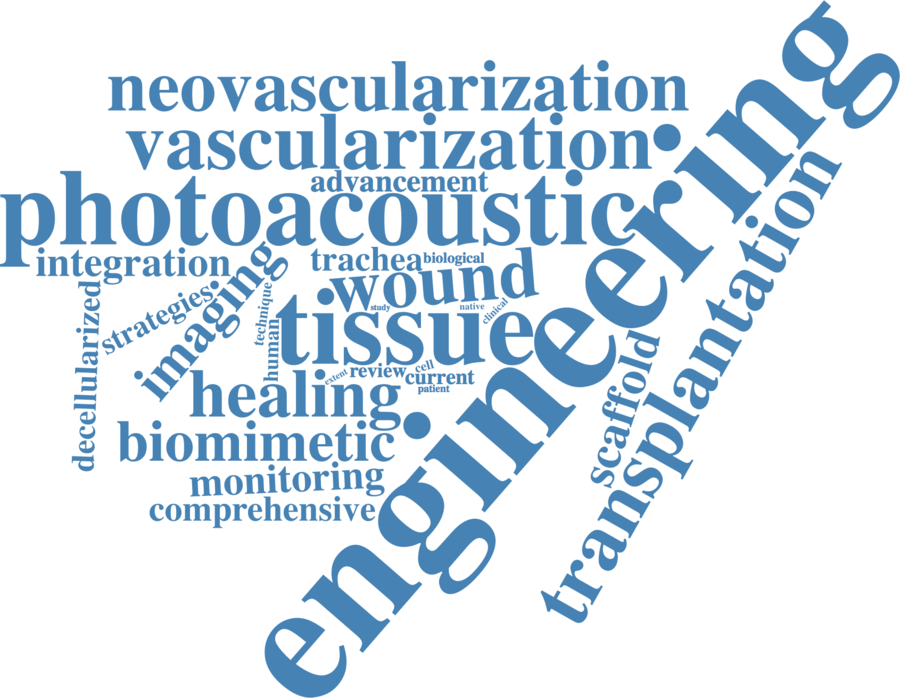 neovascularization
vascularization
advancement
photoacoustic
engineering
transplantation
integration
imaging
trachea
biological
wound
decellularized
strategies
technique
study
native
clinical
tissue
human
scaffold
extent
review
cell
current
patient
healing
biomimetic
monitoring
comprehensive